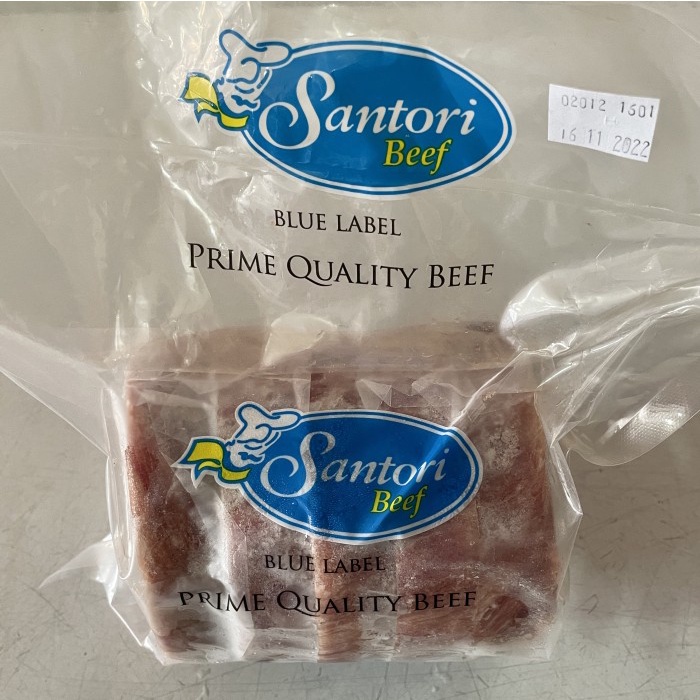 Santori
Beef
02012 1601
16 11 2022
BLUE LABEL
PRIME QUALITY BEEF
Santori
Beef
BLUE LABEL
PRIME QUALITY BEEF